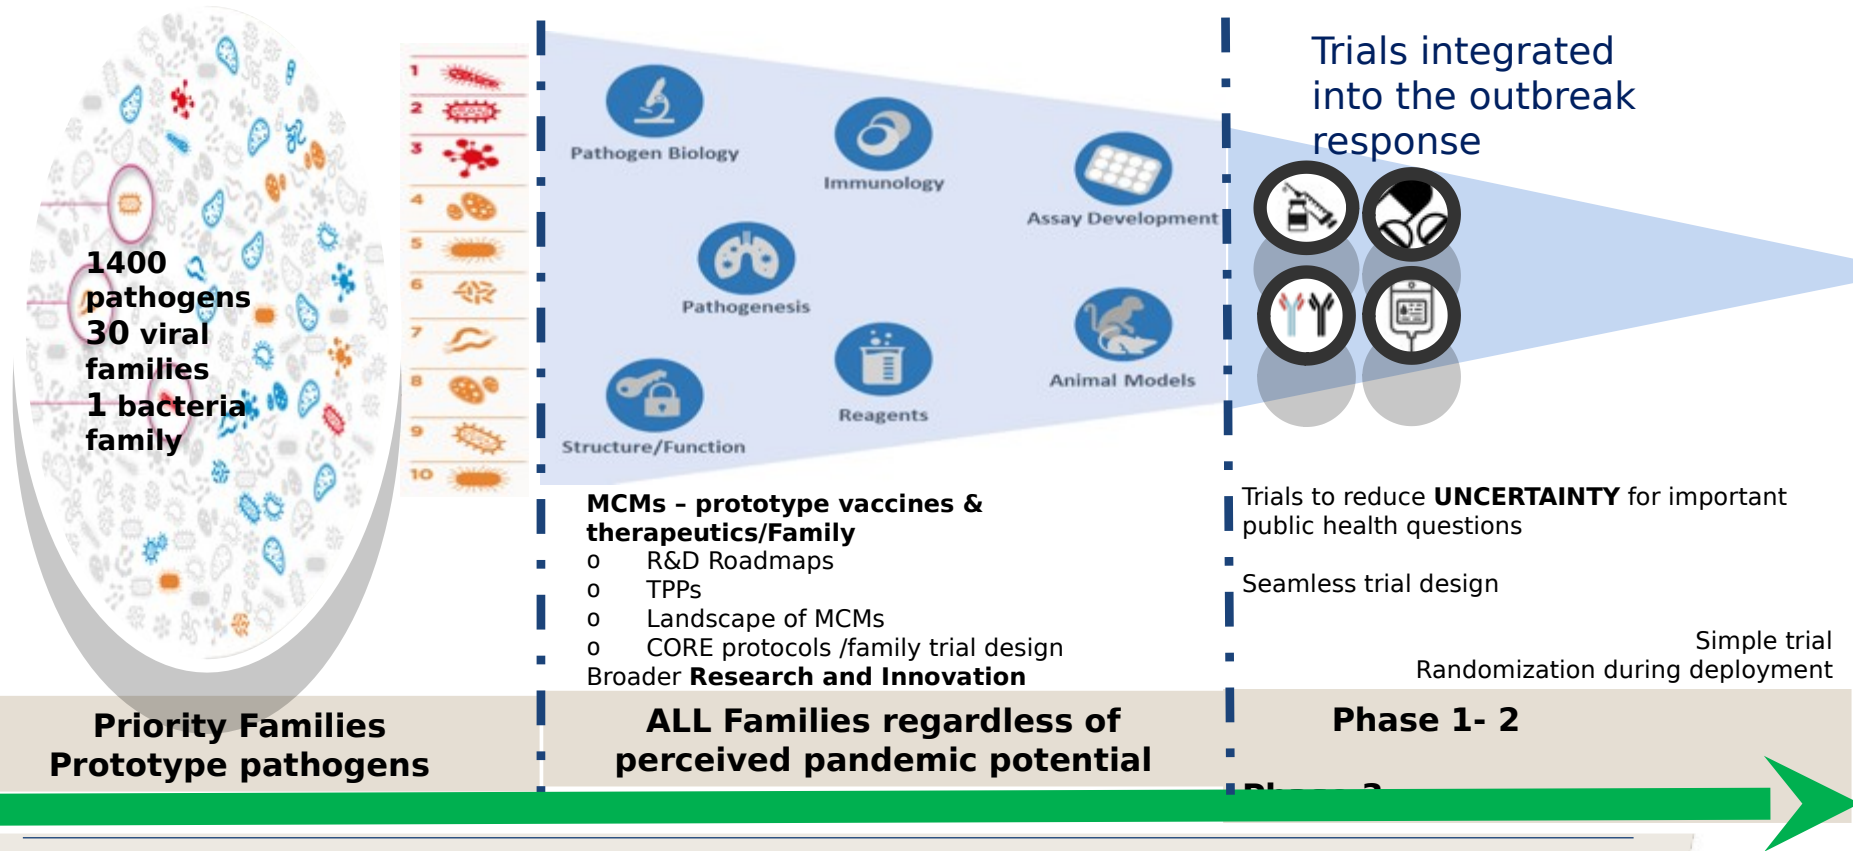 1400
pathogens
30 viral
families
1 bacteria
family
1
2
3
4
5
6
7
8
9
10
Priority Families
Prototype pathogens
Pathogen Biology
Immunology
Assay Development
Pathogenesis
Animal Models
Reagents
Structure/Function
MCMs – prototype vaccines &
therapeutics/Family
o R&D Roadmaps
o TPPs
o Landscape of MCMs
o CORE protocols /family trial design
Broader Research and Innovation
ALL Families regardless of
perceived pandemic potential
Trials integrated
into the outbreak
response
Trials to reduce UNCERTAINTY for important
public health questions
Seamless trial design
Simple trial
Randomization during deployment
Phase 1- 2